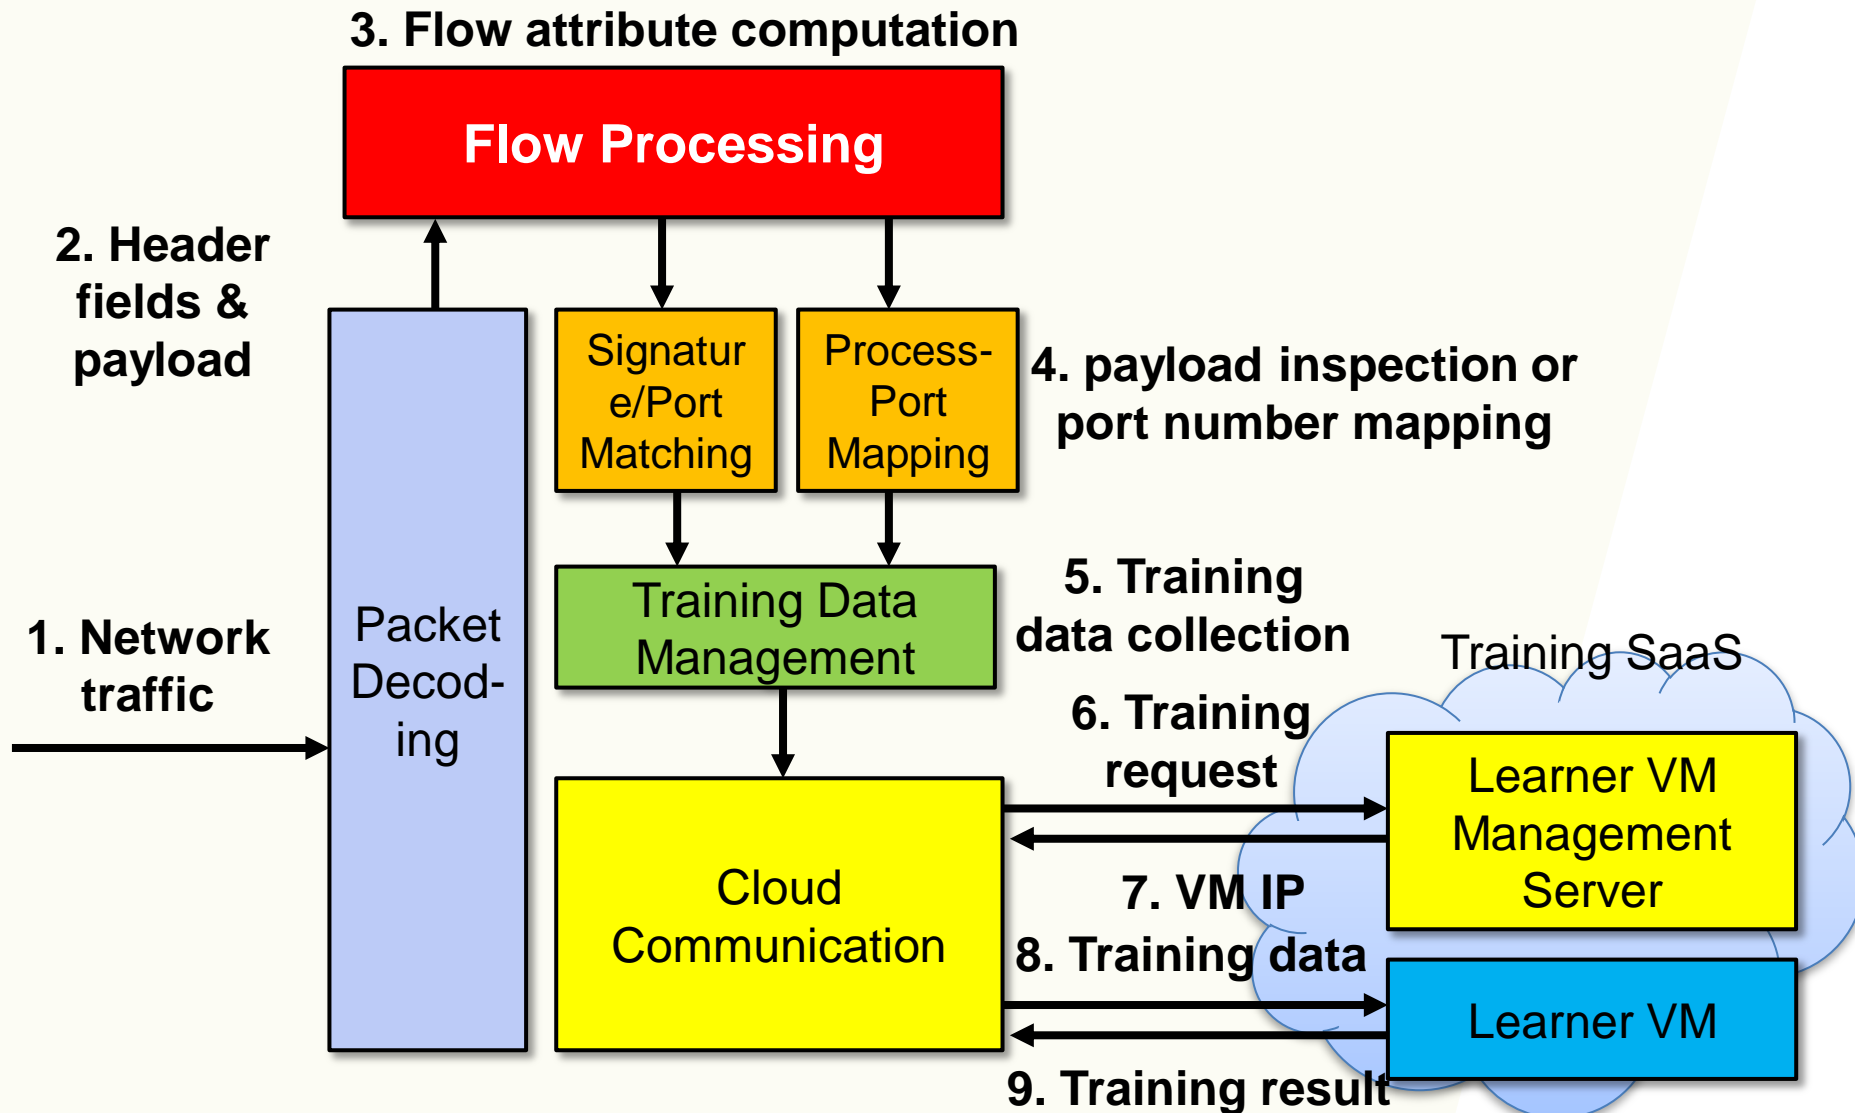 3. Flow attribute computation
Flow Processing
2. Header
fields &
payload
Signatur
e/Port
Matching
Process-
Port
Mapping
4. payload inspection or
port number mapping
1. Network
traffic
Packet
Decod-
ing
Training Data
Management
5. Training
data collection
Training SaaS
6. Training
request
Learner VM
Management
Server
Cloud
Communication
7. VM IP
8. Training data
Learner VM
9. Training result